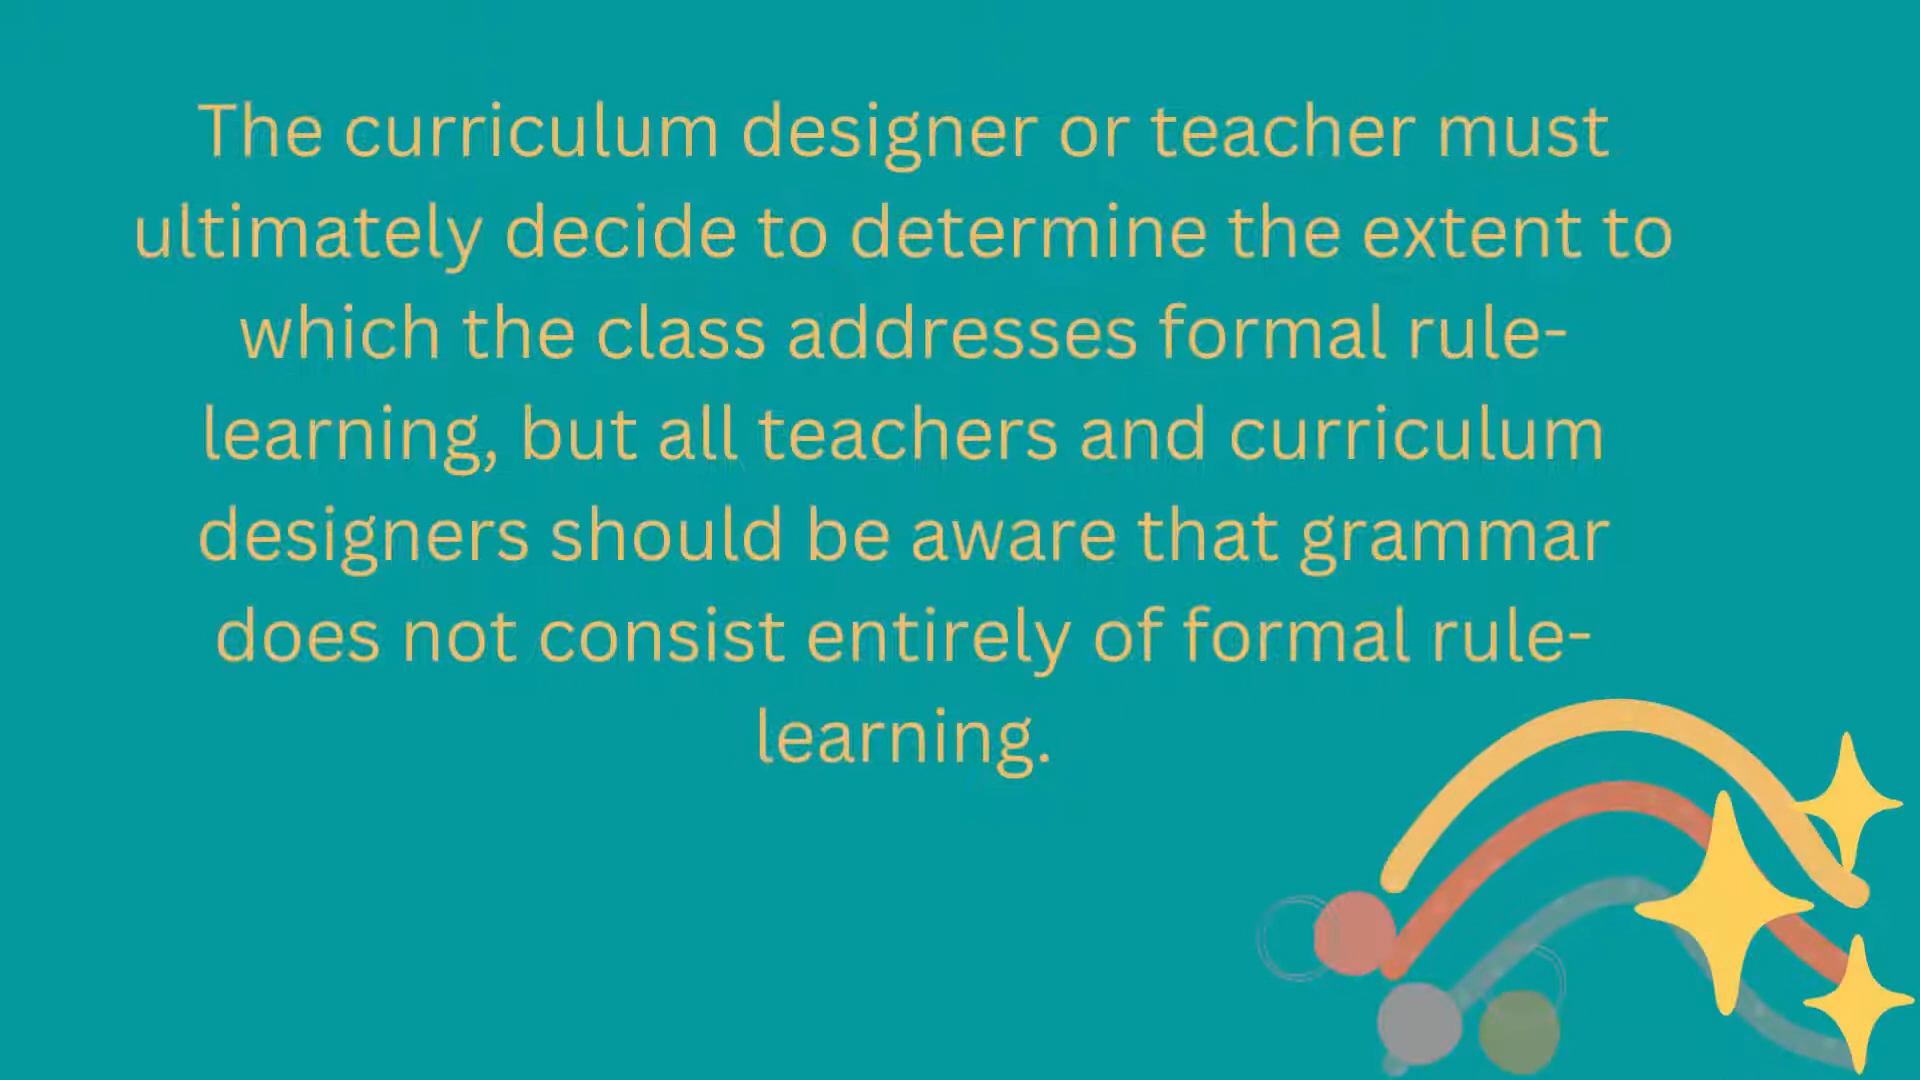 The curriculum designer or teacher must
ultimately decide to determine the extent to
which the class addresses formal rule-
learning, but all teachers and curriculum
designers should be aware that grammar
does not consist entirely of formal rule-
learning.